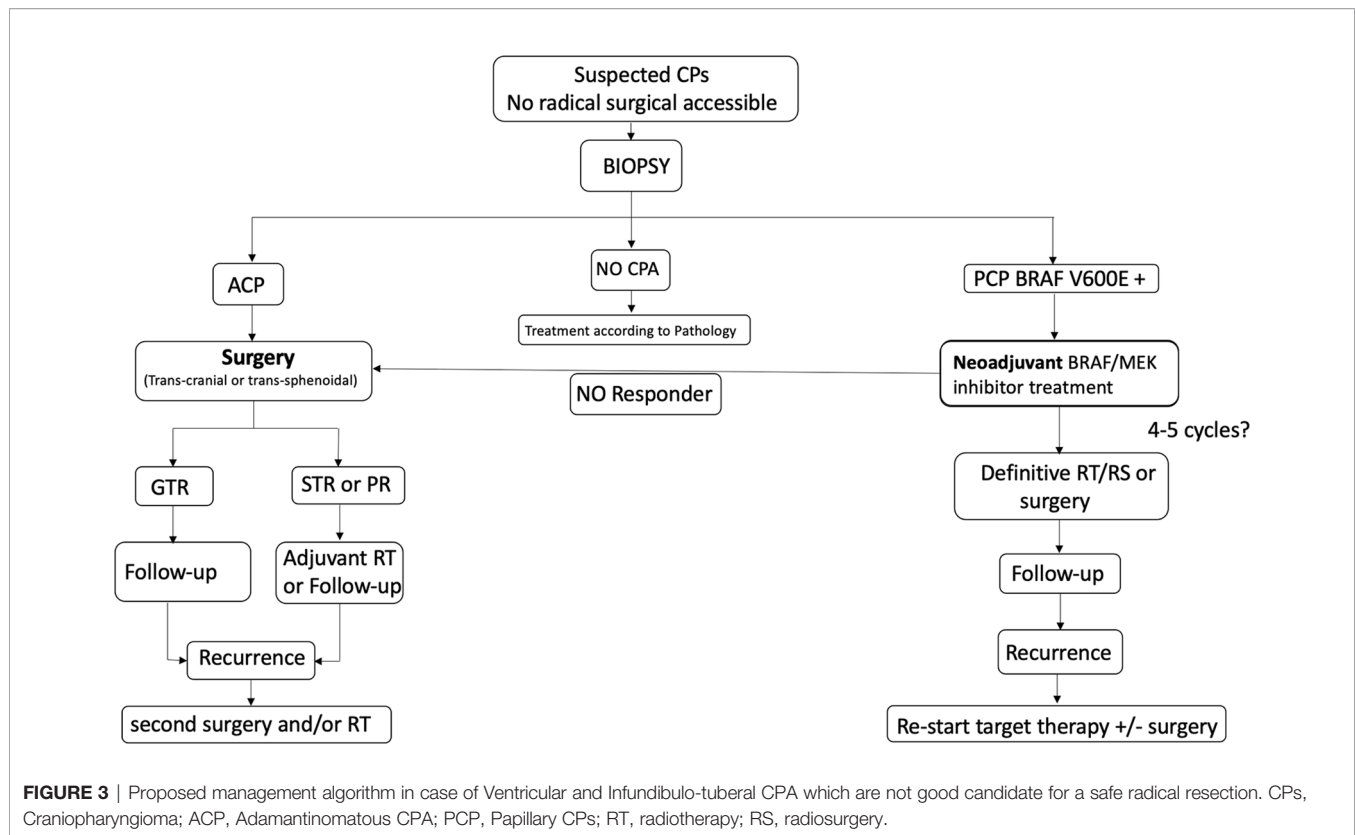 Suspected CPs
No radical surgical accessible
BIOPSY
ACP
NO CPA
PCP BRAF V600E +
Treatment according to Pathology
Surgery
(Trans-cranial or trans-sphenoidal)
Neoadjuvant BRAF/MEK
inhibitor treatment
NO Responder
4-5 cycles?
GTR
STR or PR
Definitive RT/RS or
surgery
Follow-up
Adjuvant RT
or Follow-up
Follow-up
Recurrence
Recurrence
second surgery and/or RT
Re-start target therapy +/- surgery
FIGURE 3 | Proposed management algorithm in case of Ventricular and Infundibulo-tuberal CPA which are not good candidate for a safe radical resection. CPs,
Craniopharyngioma; ACP, Adamantinomatous CPA; PCP, Papillary CPs; RT, radiotherapy; RS, radiosurgery.